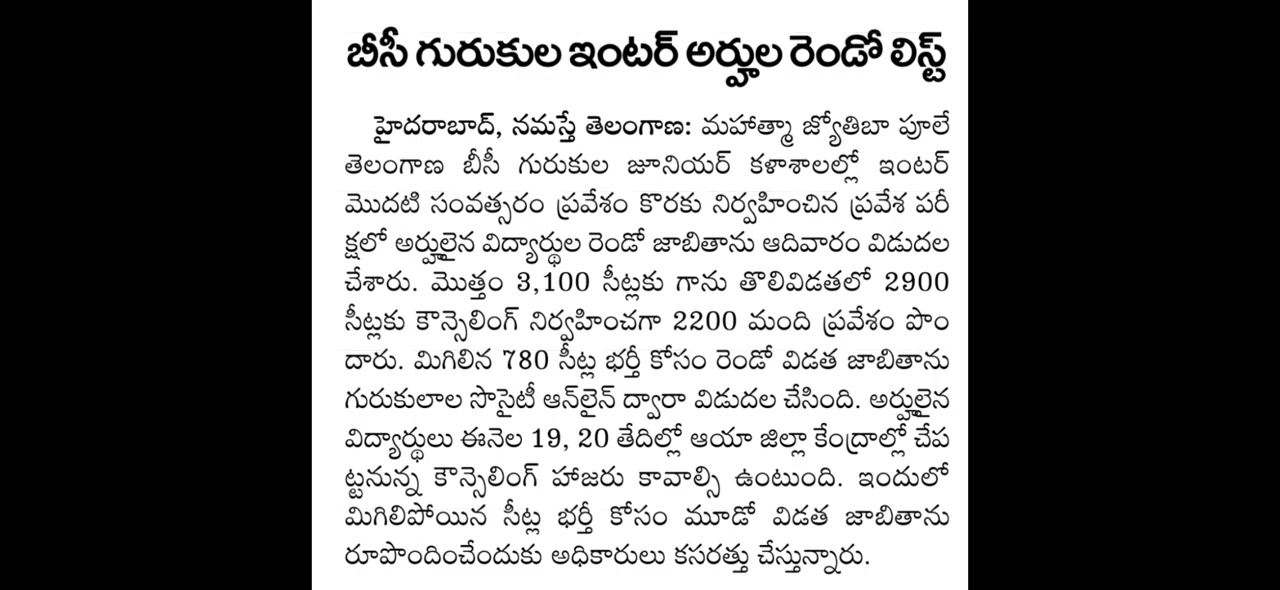 బీసీ గురుకుల ఇంటర్ అర్హుల రెండో లిస్ట్
హైదరాబాద్, నమస్తే తెలంగాణ: మహాత్మా జ్యోతిబా పూలే
తెలంగాణ బీసీ గురుకుల జూనియర్ కళాశాలల్లో ఇంటర్
మొదటి సంవత్సరం ప్రవేశం కొరకు నిర్వహించిన ప్రవేశ పరీ
క్షలో అర్హులైన విద్యార్థుల రెండో జాబితాను ఆదివారం విడుదల
చేశారు. మొత్తం 3,100 సీట్లకు గాను తొలివిడతలో 2900
సీట్లకు కౌన్సెలింగ్ నిర్వహించగా 2200 మంది ప్రవేశం పొం
దారు. మిగిలిన 780 సీట్ల భర్తీ కోసం రెండో విడత జాబితాను
గురుకులాల సొసైటీ ఆన్‌లైన్ ద్వారా విడుదల చేసింది. అర్హులైన
విద్యార్థులు ఈనెల 19, 20 తేదిల్లో ఆయా జిల్లా కేంద్రాల్లో చేప
ట్టనున్న కౌన్సెలింగ్ హాజరు కావాల్సి ఉంటుంది. ఇందులో
మిగిలిపోయిన సీట్ల భర్తీ కోసం మూడో విడత జాబితాను
రూపొందించేందుకు అధికారులు కసరత్తు చేస్తున్నారు.